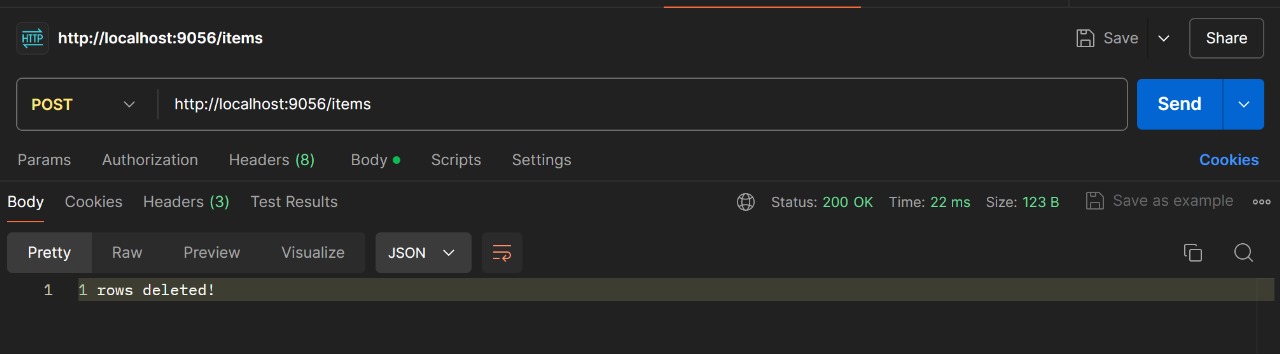 HTTP http://localhost:9056/items Save Share
POST http://localhost:9056/items Send
Params Authorization Headers (8) Body Scripts Settings Cookies
Body Cookies Headers (3) Test Results Status: 200 OK Time: 22 ms Size: 123 B Save as example
Pretty Raw Preview Visualize JSON
1 1 rows deleted!